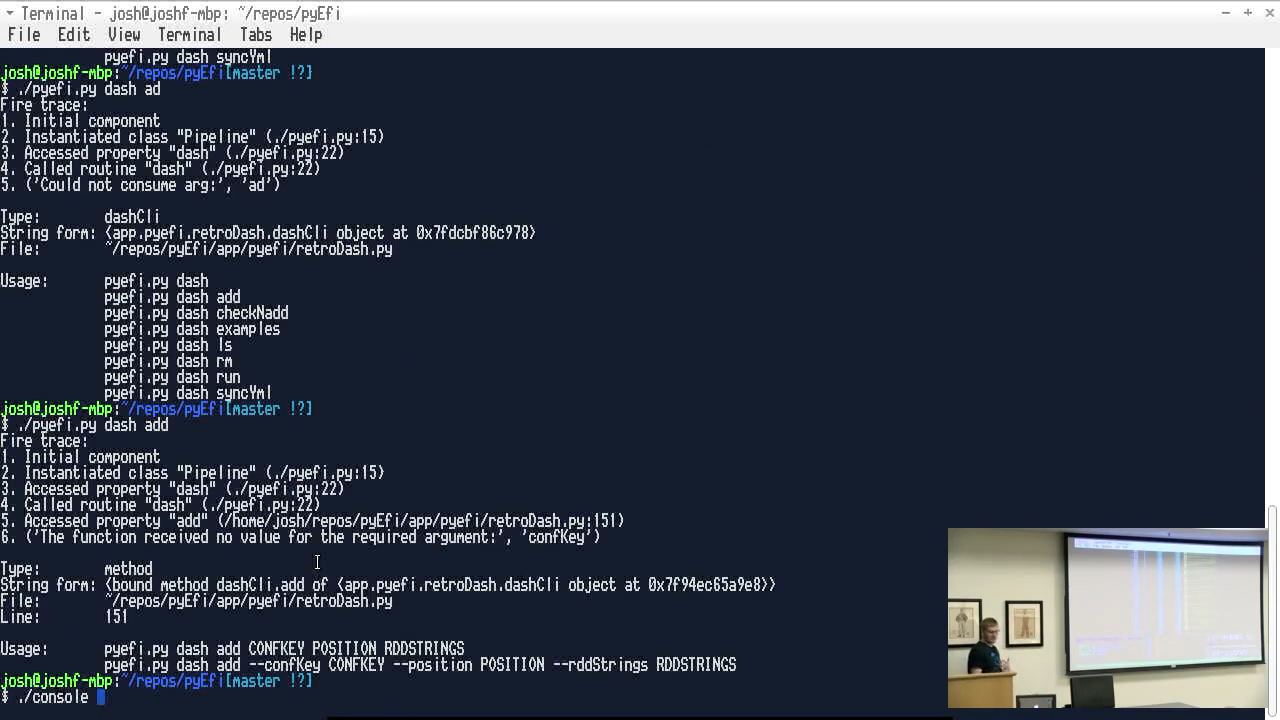 Terminal - josh@joshf-mbp: ~/repos/pyEfi
File Edit View Terminal Tabs Help
pyefi.py dash syncYml
josh@joshf-mbp:~/repos/pyEfi[master !?]
$ ./pyefi.py dash ad
Fire trace:
1. Initial component
2. Instantiated class "Pipeline" (./pyefi.py:15)
3. Accessed property "dash" (./pyefi.py:22)
4. Called routine "dash" (./pyefi.py:22)
5. ('Could not consume arg:', 'ad')
Type: dashCli
String form: <app.pyefi.retroDash.dashCli object at 0x7fdcbf86c978>
File: ~/repos/pyEfi/app/pyefi/retroDash.py
Usage: pyefi.py dash
pyefi.py dash add
pyefi.py dash checkNadd
pyefi.py dash examples
pyefi.py dash ls
pyefi.py dash rm
pyefi.py dash run
pyefi.py dash syncYml
josh@joshf-mbp:~/repos/pyEfi[master !?]
$ ./pyefi.py dash add
Fire trace:
1. Initial component
2. Instantiated class "Pipeline" (./pyefi.py:15)
3. Accessed property "dash" (./pyefi.py:22)
4. Called routine "dash" (./pyefi.py:22)
5. Accessed property "add" (/home/josh/repos/pyEfi/app/pyefi/retroDash.py:151)
6. ('The function received no value for the required argument:', 'confKey')
Type: method
String form: <bound method dashCli.add of <app.pyefi.retroDash.dashCli object at 0x7f94ec65a9e8>>
File: ~/repos/pyEfi/app/pyefi/retroDash.py
Line: 151
Usage: pyefi.py dash add CONFKEY POSITION RDDSTRINGS
pyefi.py dash add --confKey CONFKEY --position POSITION --rddStrings RDDSTRINGS
josh@joshf-mbp:~/repos/pyEfi[master !?]
$ ./console